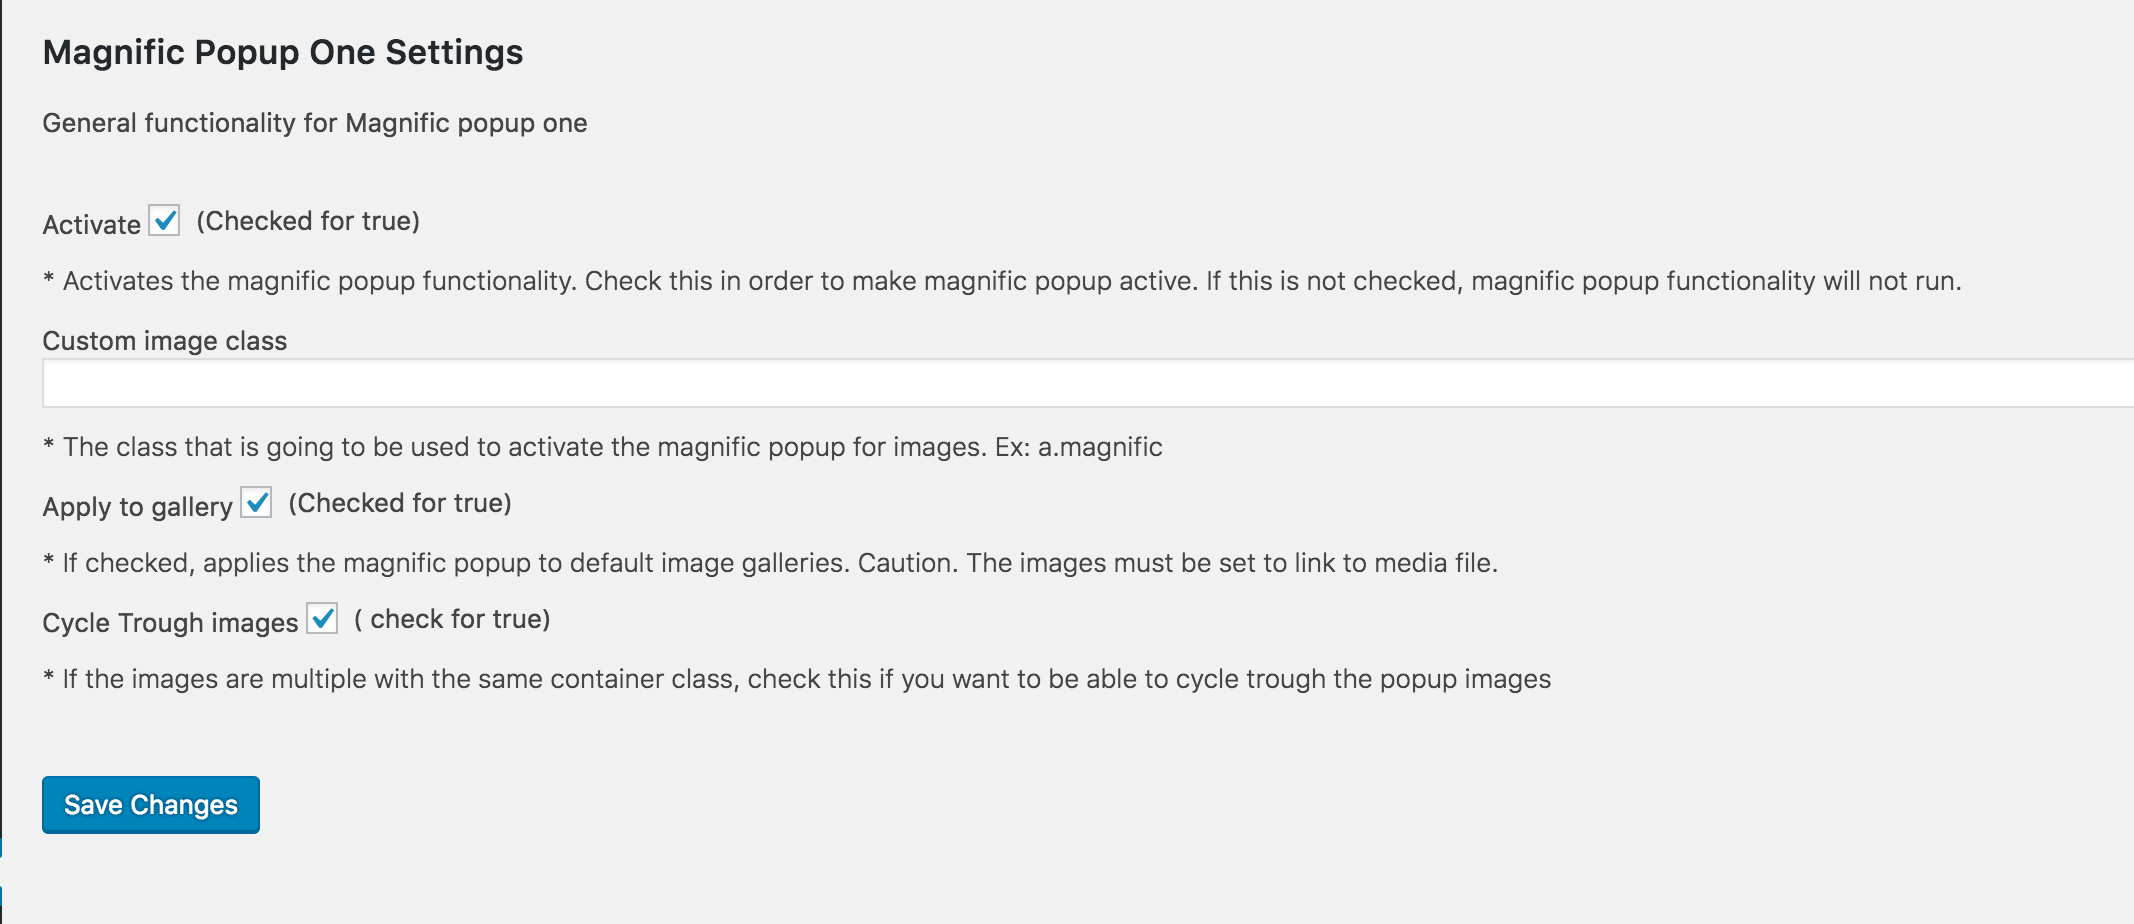 Magnific Popup One Settings
General functionality for Magnific popup one
Activate (Checked for true)
* Activates the magnific popup functionality. Check this in order to make magnific popup active. If this is not checked, magnific popup functionality will not run.
Custom image class
* The class that is going to be used to activate the magnific popup for images. Ex: a.magnific
Apply to gallery (Checked for true)
* If checked, applies the magnific popup to default image galleries. Caution. The images must be set to link to media file.
Cycle Trough images ( check for true)
* If the images are multiple with the same container class, check this if you want to be able to cycle trough the popup images
Save Changes